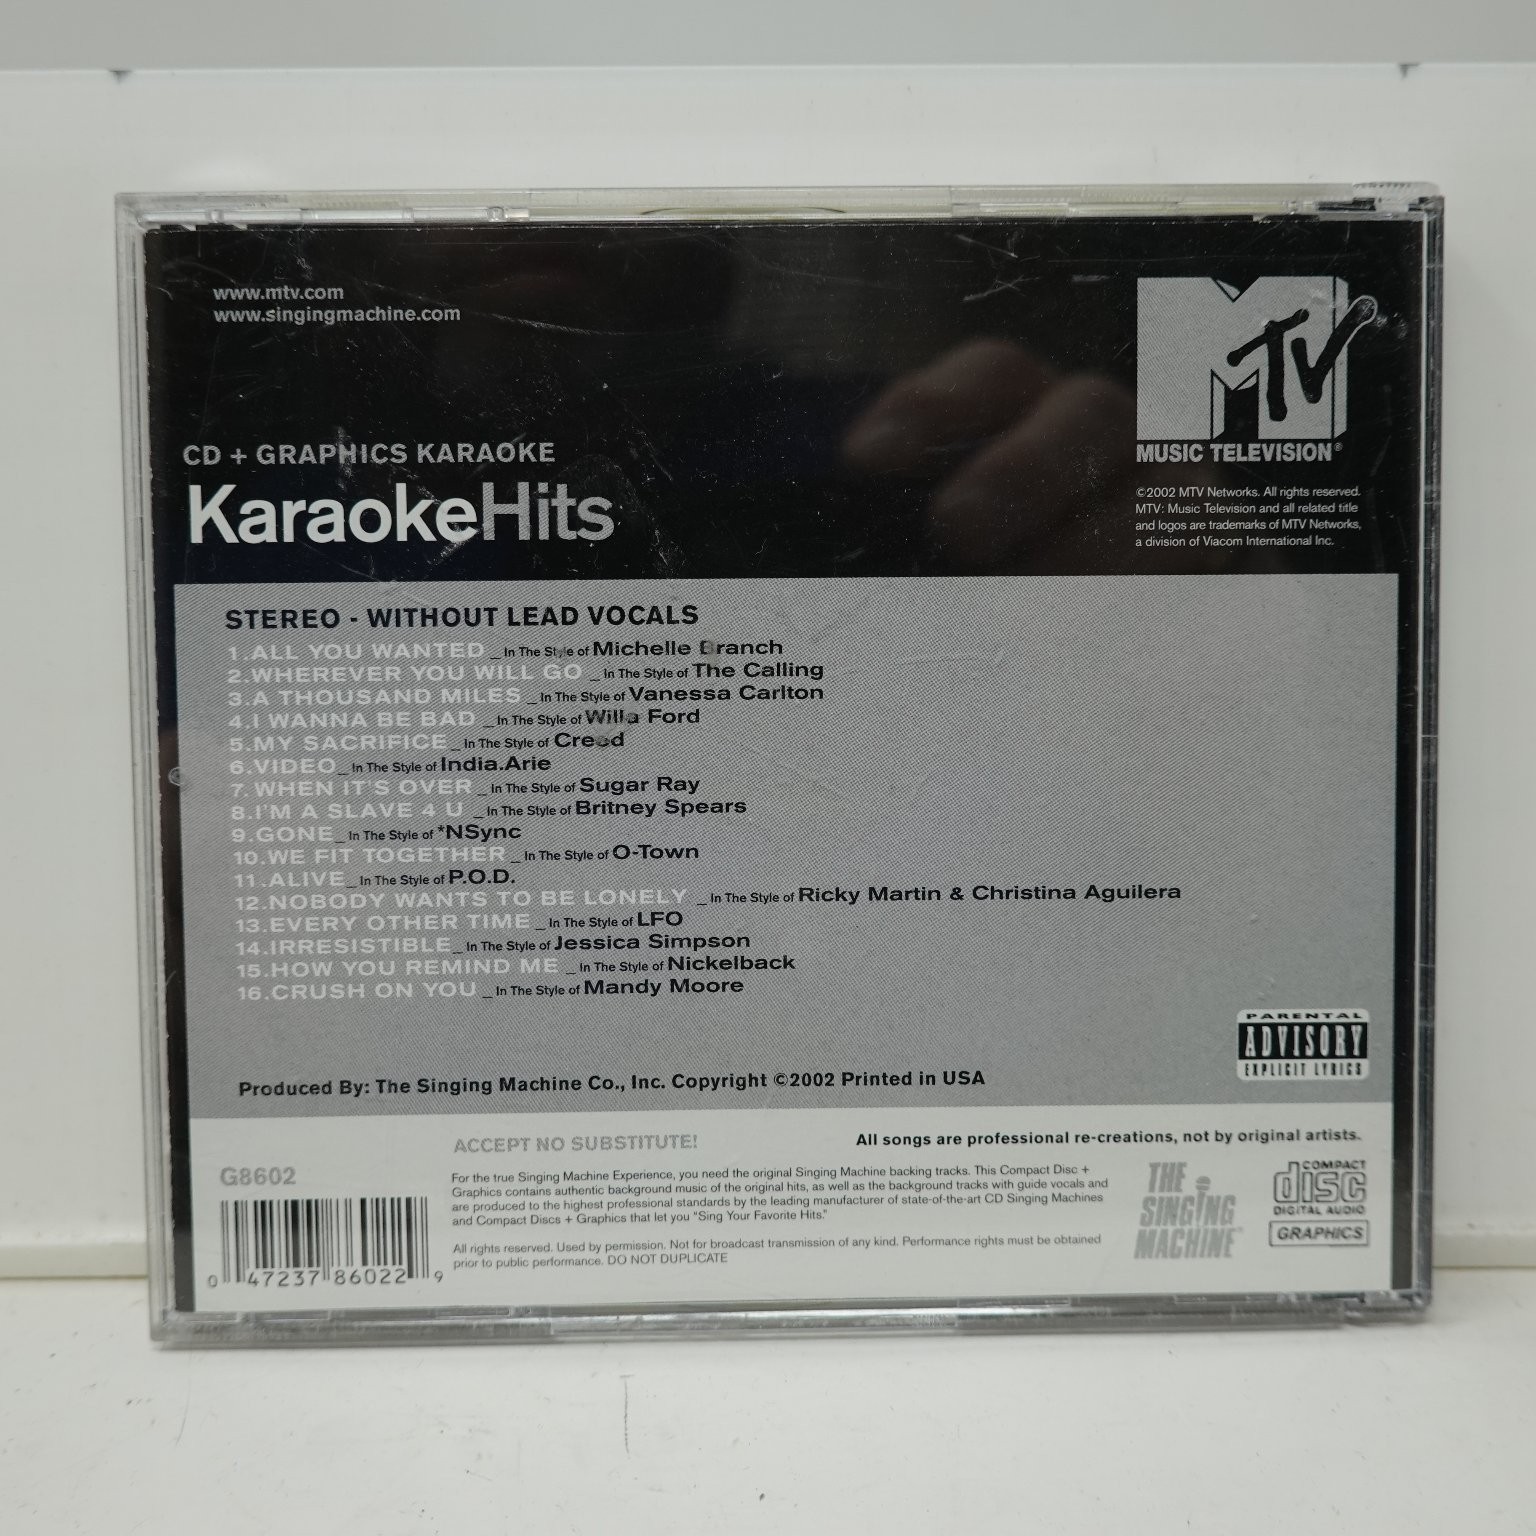 www.mtv.com
www.singingmachine.com
MTV
MUSIC TELEVISION®
©2002 MTV Networks. All rights reserved.
MTV: Music Television and all related title
and logos are trademarks of MTV Networks,
a division of Viacom International Inc.
CD + GRAPHICS KARAOKE
KaraokeHits
STEREO - WITHOUT LEAD VOCALS
1.ALL YOU WANTED _ In The Style of Michelle Branch
2.WHEREVER YOU WILL GO _ In The Style of The Calling
3.A THOUSAND MILES _ In The Style of Vanessa Carlton
4.I WANNA BE BAD _ In The Style of Willa Ford
5.MY SACRIFICE _ In The Style of Creed
6.VIDEO_ In The Style of India.Arie
7.WHEN IT'S OVER _ In The Style of Sugar Ray
8.I'M A SLAVE 4 U _ In The Style of Britney Spears
9.GONE_ In The Style of *NSync
10.WE FIT TOGETHER _ In The Style of O-Town
11.ALIVE_ In The Style of P.O.D.
12.NOBODY WANTS TO BE LONELY _ In The Style of Ricky Martin & Christina Aguilera
13.EVERY OTHER TIME _ In The Style of LFO
14.IRRESISTIBLE_ In The Style of Jessica Simpson
15.HOW YOU REMIND ME _ In The Style of Nickelback
16.CRUSH ON YOU _ In The Style of Mandy Moore
PARENTAL
ADVISORY
EXPLICIT LYRICS
Produced By: The Singing Machine Co., Inc. Copyright ©2002 Printed in USA
ACCEPT NO SUBSTITUTE!
All songs are professional re-creations, not by original artists.
G8602
For the true Singing Machine Experience, you need the original Singing Machine backing tracks. This Compact Disc +
Graphics contains authentic background music of the original hits, as well as the background tracks with guide vocals and
are produced to the highest professional standards by the leading manufacturer of state-of-the-art CD Singing Machines
and Compact Discs + Graphics that let you "Sing Your Favorite Hits."
All rights reserved. Used by permission. Not for broadcast transmission of any kind. Performance rights must be obtained
prior to public performance. DO NOT DUPLICATE
0 47237 86022 9
THE
SINGING
MACHINE®
COMPACT
disc
DIGITAL AUDIO
GRAPHICS